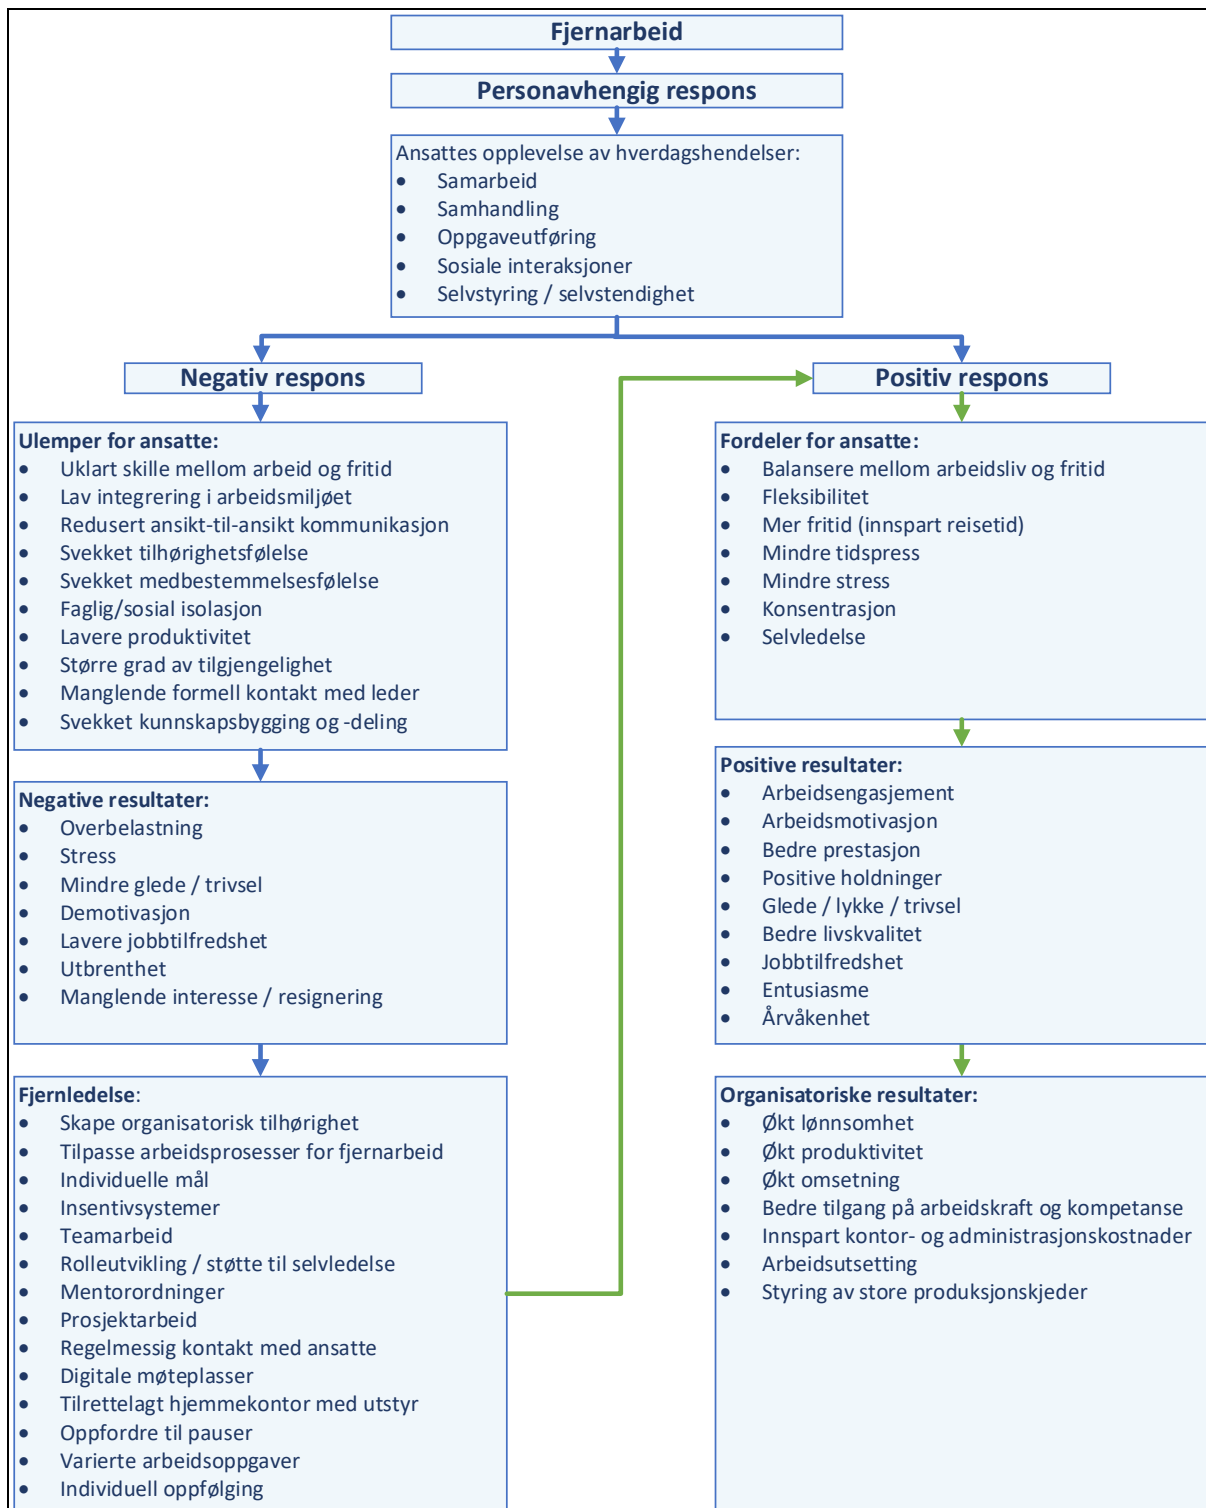 Fjernarbeid
Personavhengig respons
Ansattes opplevelse av hverdagshendelser:
• Samarbeid
• Samhandling
• Oppgaveutføring
• Sosiale interaksjoner
• Selvstyring / selvstendighet
Negativ respons
Ulemper for ansatte:
• Uklart skille mellom arbeid og fritid
• Lav integrering i arbeidsmiljøet
• Redusert ansikt-til-ansikt kommunikasjon
• Svekket tilhørighetsfølelse
• Svekket medbestemmelsesfølelse
• Faglig/sosial isolasjon
• Lavere produktivitet
• Større grad av tilgjengelighet
• Manglende formell kontakt med leder
• Svekket kunnskapsbygging og -deling
Negative resultater:
• Overbelastning
• Stress
• Mindre glede / trivsel
• Demotivasjon
• Lavere jobbtilfredshet
• Utbrenthet
• Manglende interesse / resignering
Fjernledelse:
• Skape organisatorisk tilhørighet
• Tilpasse arbeidsprosesser for fjernarbeid
• Individuelle mål
• Insentivsystemer
• Teamarbeid
• Rolleutvikling / støtte til selvledelse
• Mentorordninger
• Prosjektarbeid
• Regelmessig kontakt med ansatte
• Digitale møteplasser
• Tilrettelagt hjemmekontor med utstyr
• Oppfordre til pauser
• Varierte arbeidsoppgaver
• Individuell oppfølging
Positiv respons
Fordeler for ansatte:
• Balansere mellom arbeidsliv og fritid
• Fleksibilitet
• Mer fritid (innspart reisetid)
• Mindre tidspress
• Mindre stress
• Konsentrasjon
• Selvledelse
Positive resultater:
• Arbeidsengasjement
• Arbeidsmotivasjon
• Bedre prestasjon
• Positive holdninger
• Glede / lykke / trivsel
• Bedre livskvalitet
• Jobbtilfredshet
• Entusiasme
• Årvåkenhet
Organisatoriske resultater:
• Økt lønnsomhet
• Økt produktivitet
• Økt omsetning
• Bedre tilgang på arbeidskraft og kompetanse
• Innspart kontor- og administrasjonskostnader
• Arbeidsutsetting
• Styring av store produksjonskjeder